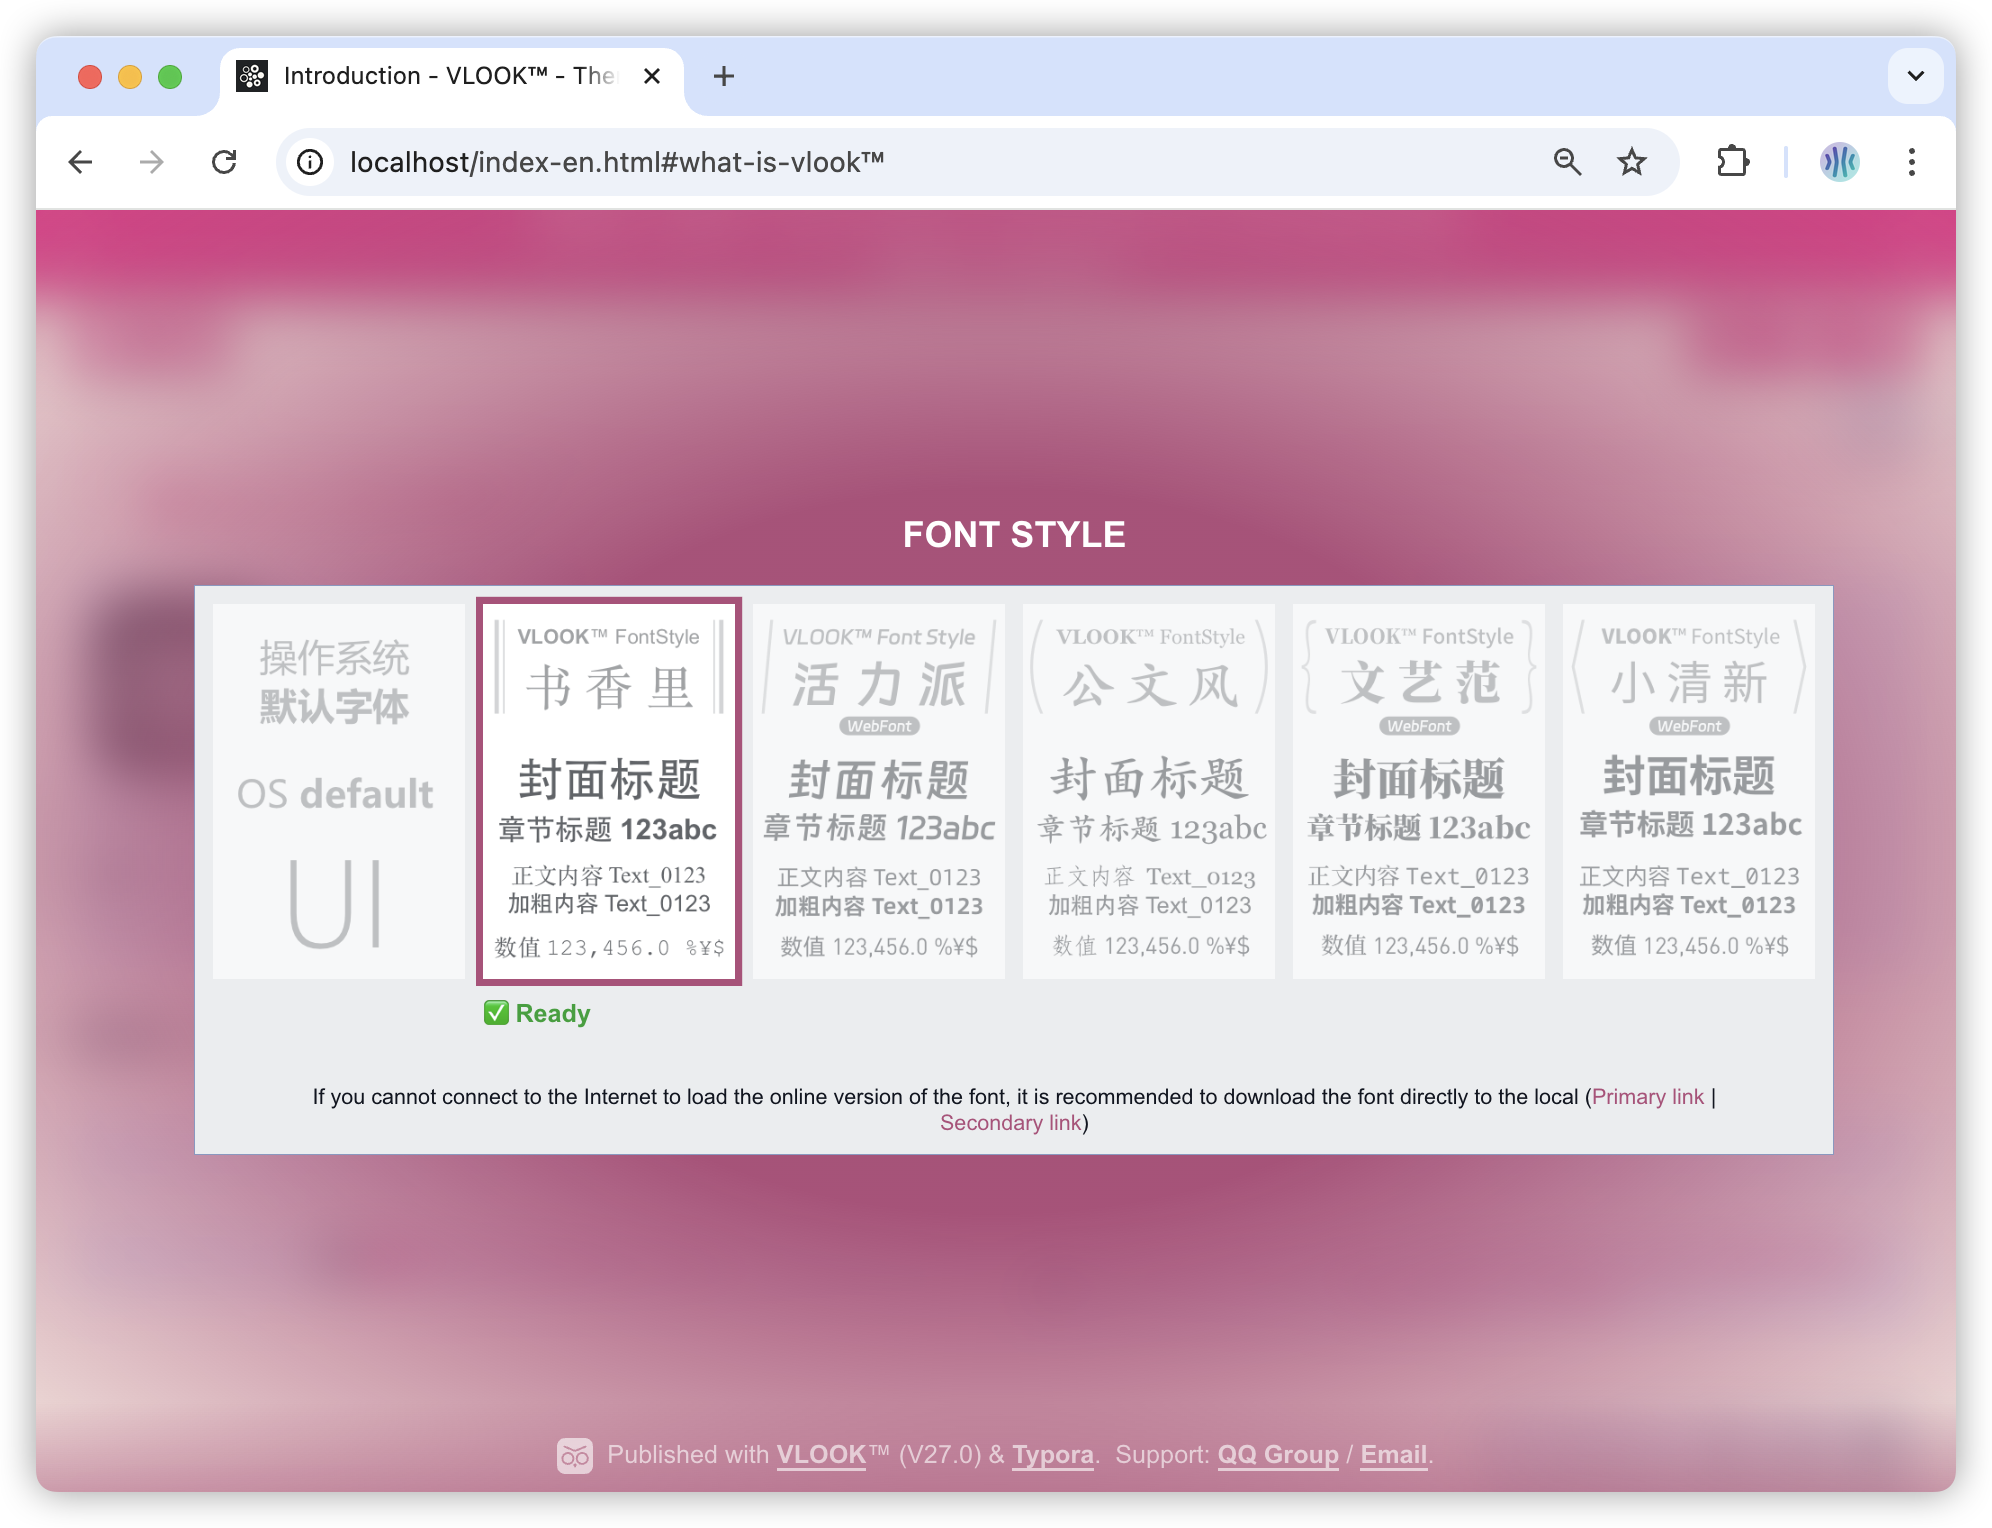 Introduction - VLOOK™ - The
localhost/index-en.html#what-is-vlook™
FONT STYLE
操作系统
默认字体
OS default
UI
VLOOK™ FontStyle
书香里
封面标题
章节标题 123abc
正文内容 Text_0123
加粗内容 Text_0123
数值 123,456.0 %¥$
✅ Ready
VLOOK™ Font Style
活力派
WebFont
封面标题
章节标题 123abc
正文内容 Text_0123
加粗内容 Text_0123
数值 123,456.0 %¥$
VLOOK™ FontStyle
公文风
封面标题
章节标题 123abc
正文内容 Text_0123
加粗内容 Text_0123
数值 123,456.0 %¥$
VLOOK™ FontStyle
文艺范
WebFont
封面标题
章节标题 123abc
正文内容 Text_0123
加粗内容 Text_0123
数值 123,456.0 %¥$
VLOOK™ FontStyle
小清新
WebFont
封面标题
章节标题 123abc
正文内容 Text_0123
加粗内容 Text_0123
数值 123,456.0 %¥$
If you cannot connect to the Internet to load the online version of the font, it is recommended to download the font directly to the local (Primary link |
Secondary link)
Published with VLOOK™ (V27.0) & Typora. Support: QQ Group / Email.